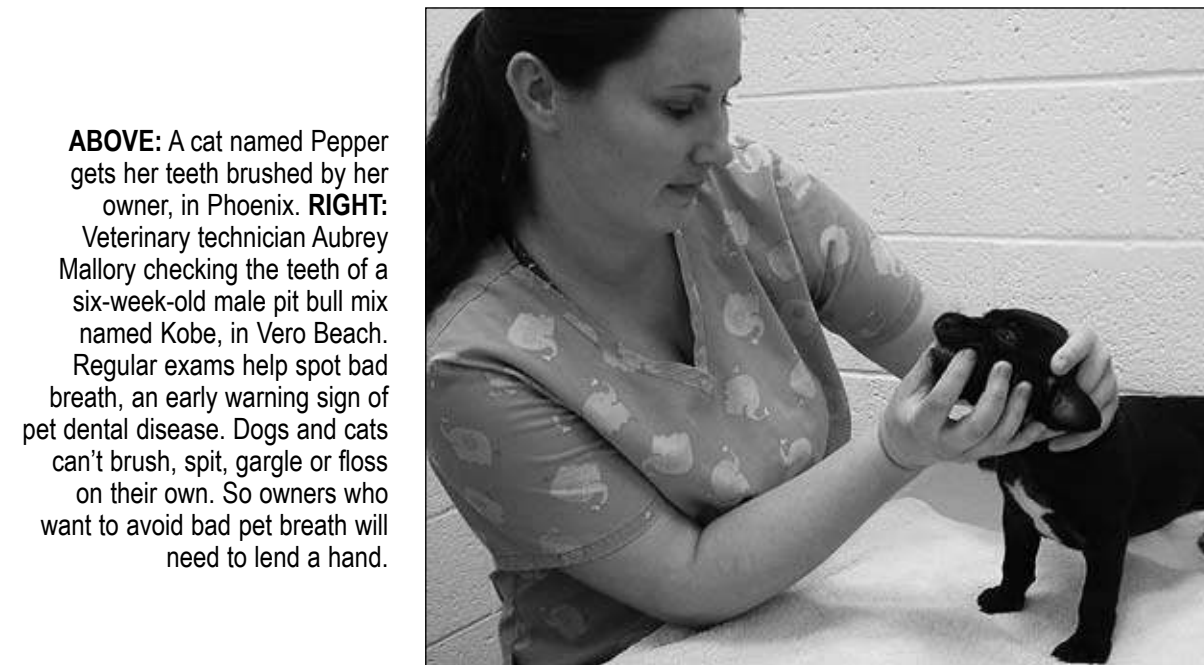 ABOVE: A cat named Pepper
gets her teeth brushed by her
owner, in Phoenix. RIGHT:
Veterinary technician Aubrey
Mallory checking the teeth of a
six-week-old male pit bull mix
named Kobe, in Vero Beach.
Regular exams help spot bad
breath, an early warning sign of
pet dental disease. Dogs and cats
can’t brush, spit, gargle or floss
on their own. So owners who
want to avoid bad pet breath will
need to lend a hand.